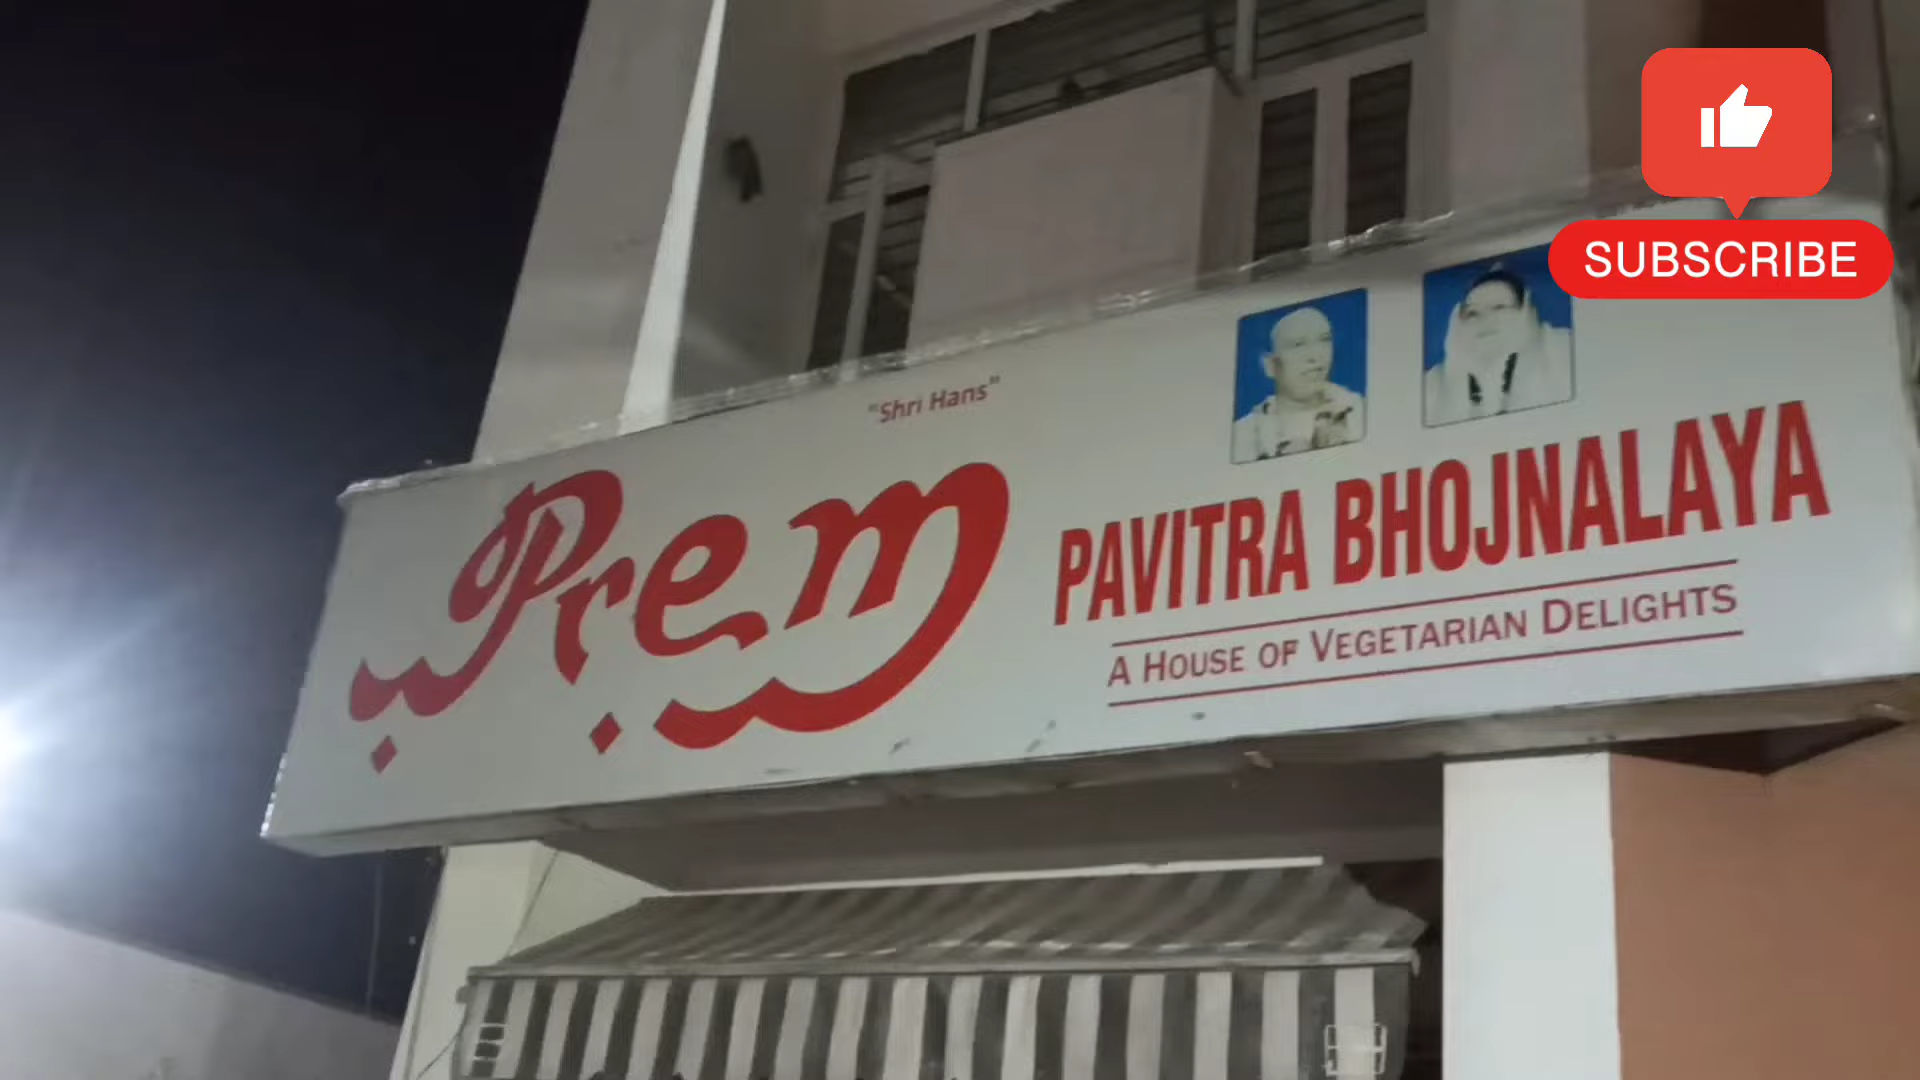 SUBSCRIBE
"Shri Hans"
Prem
PAVITRA BHOJNALAYA
A HOUSE OF VEGETARIAN DELIGHTS